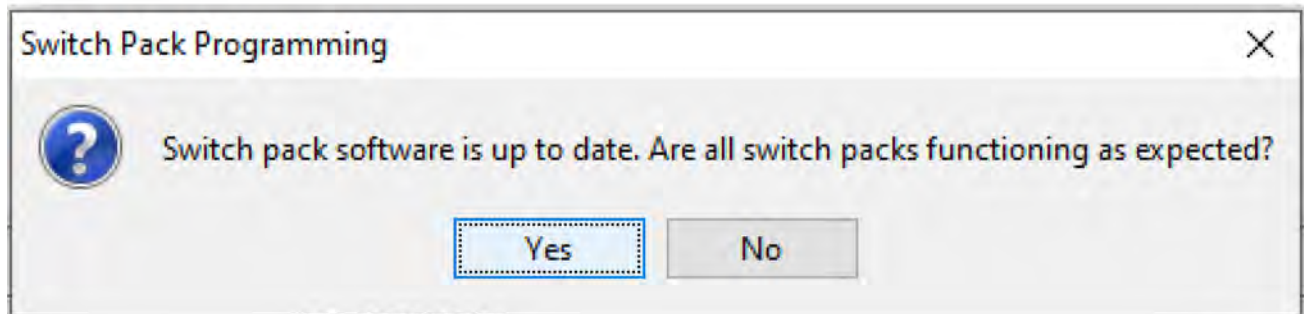 Switch Pack Programming
Switch pack software is up to date. Are all switch packs functioning as expected?
Yes
No